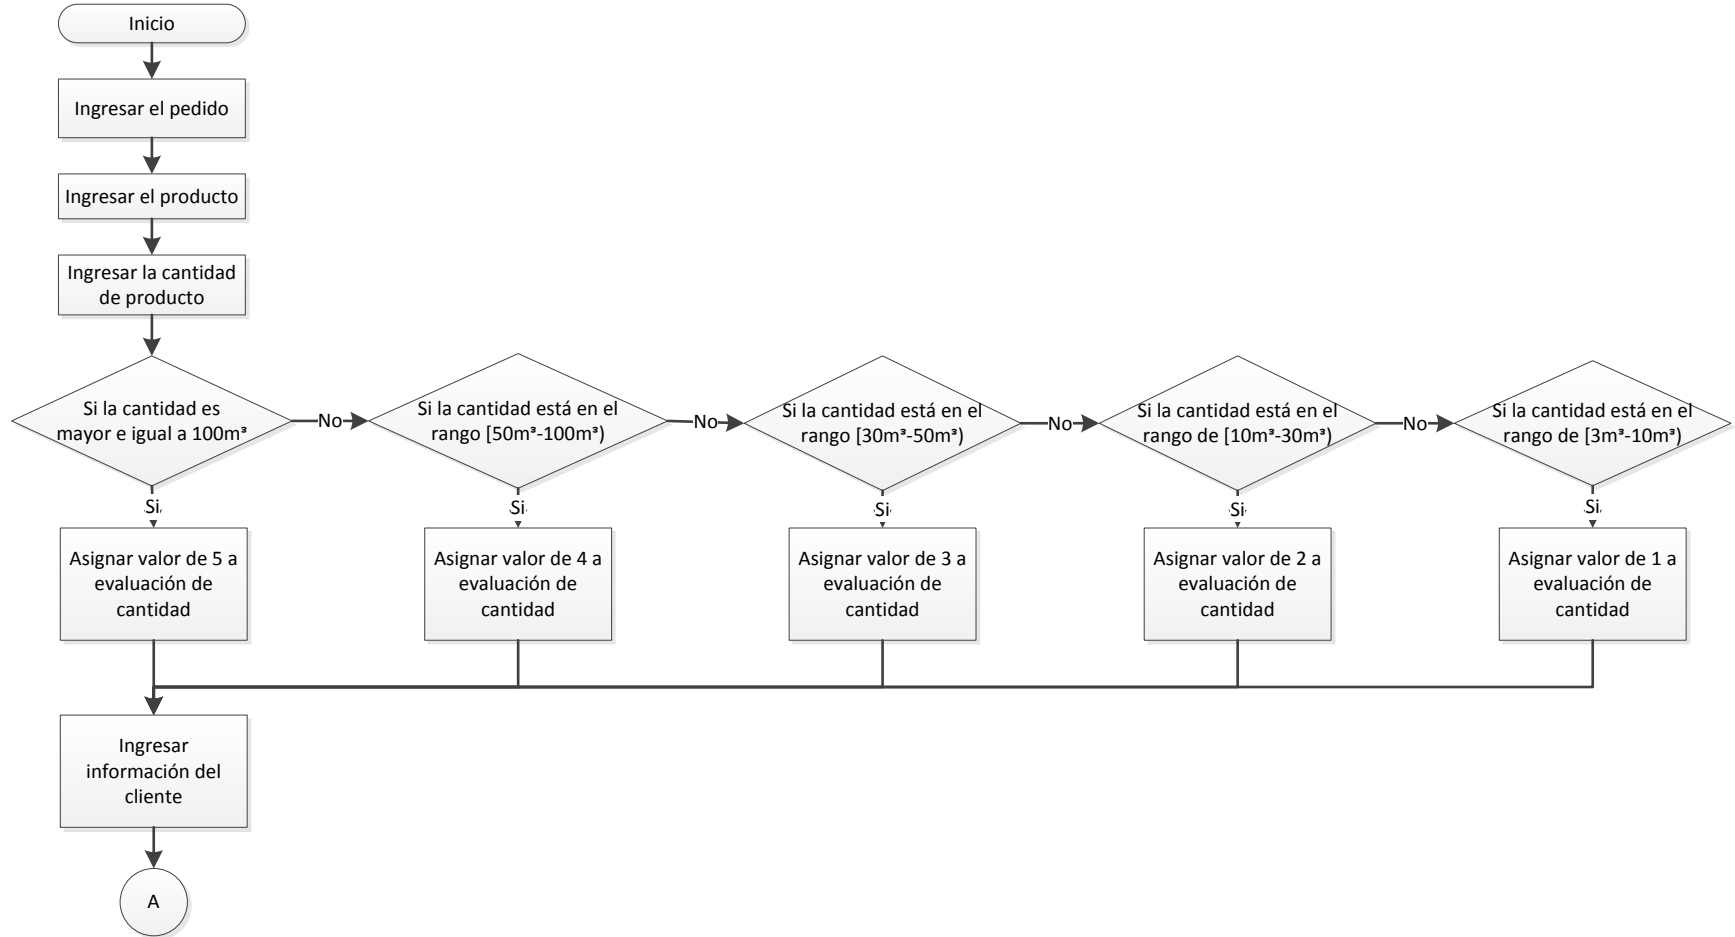 Inicio
Ingresar el pedido
Ingresar el producto
Ingresar la cantidad
de producto
Si la cantidad es
mayor e igual a 100m³
No
Si la cantidad está en el
rango [50m³-100m³)
No
Si la cantidad está en el
rango [30m³-50m³)
No
Si la cantidad está en el
rango de [10m³-30m³)
No
Si la cantidad está en el
rango de [3m³-10m³)
Si
Si
Si
Si
Si
Asignar valor de 5 a
evaluación de
cantidad
Asignar valor de 4 a
evaluación de
cantidad
Asignar valor de 3 a
evaluación de
cantidad
Asignar valor de 2 a
evaluación de
cantidad
Asignar valor de 1 a
evaluación de
cantidad
Ingresar
información del
cliente
A